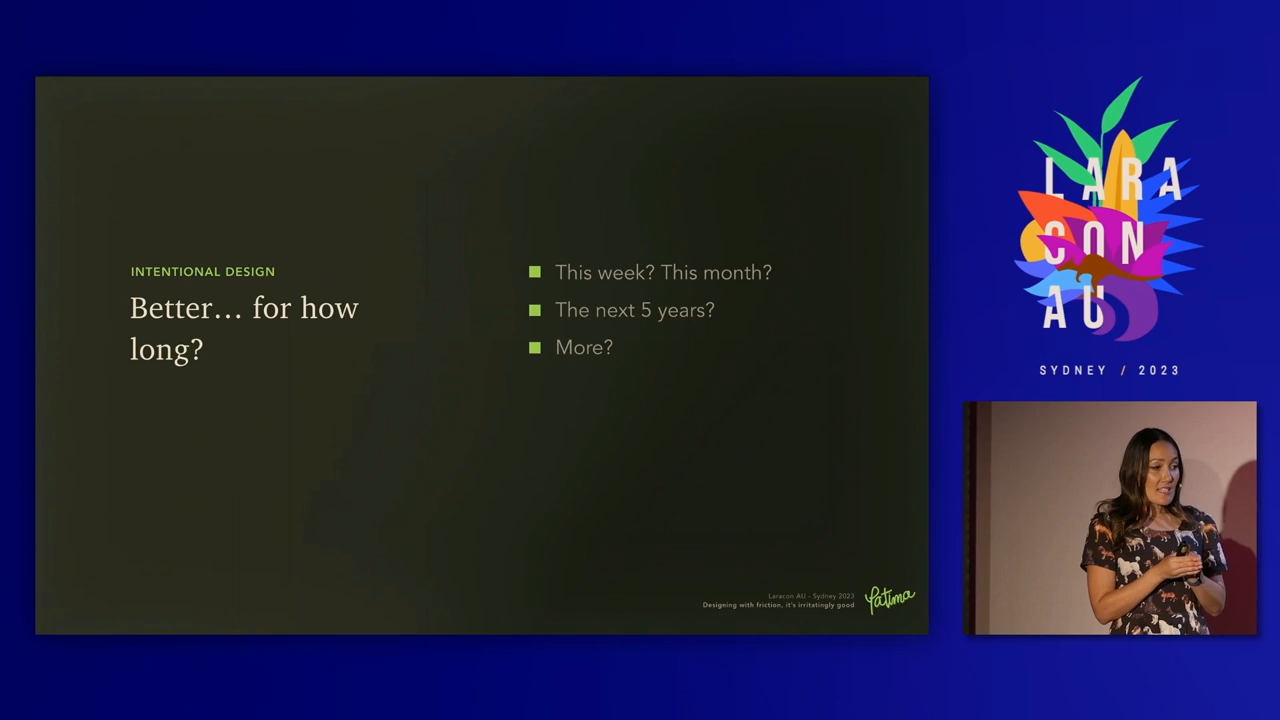 INTENTIONAL DESIGN
Better... for how
long?
This week? This month?
The next 5 years?
More?
Laracon AU - Sydney 2023
Designing with friction, it's irritatingly good
Yatima
LARA
CON
AU
SYDNEY / 2023